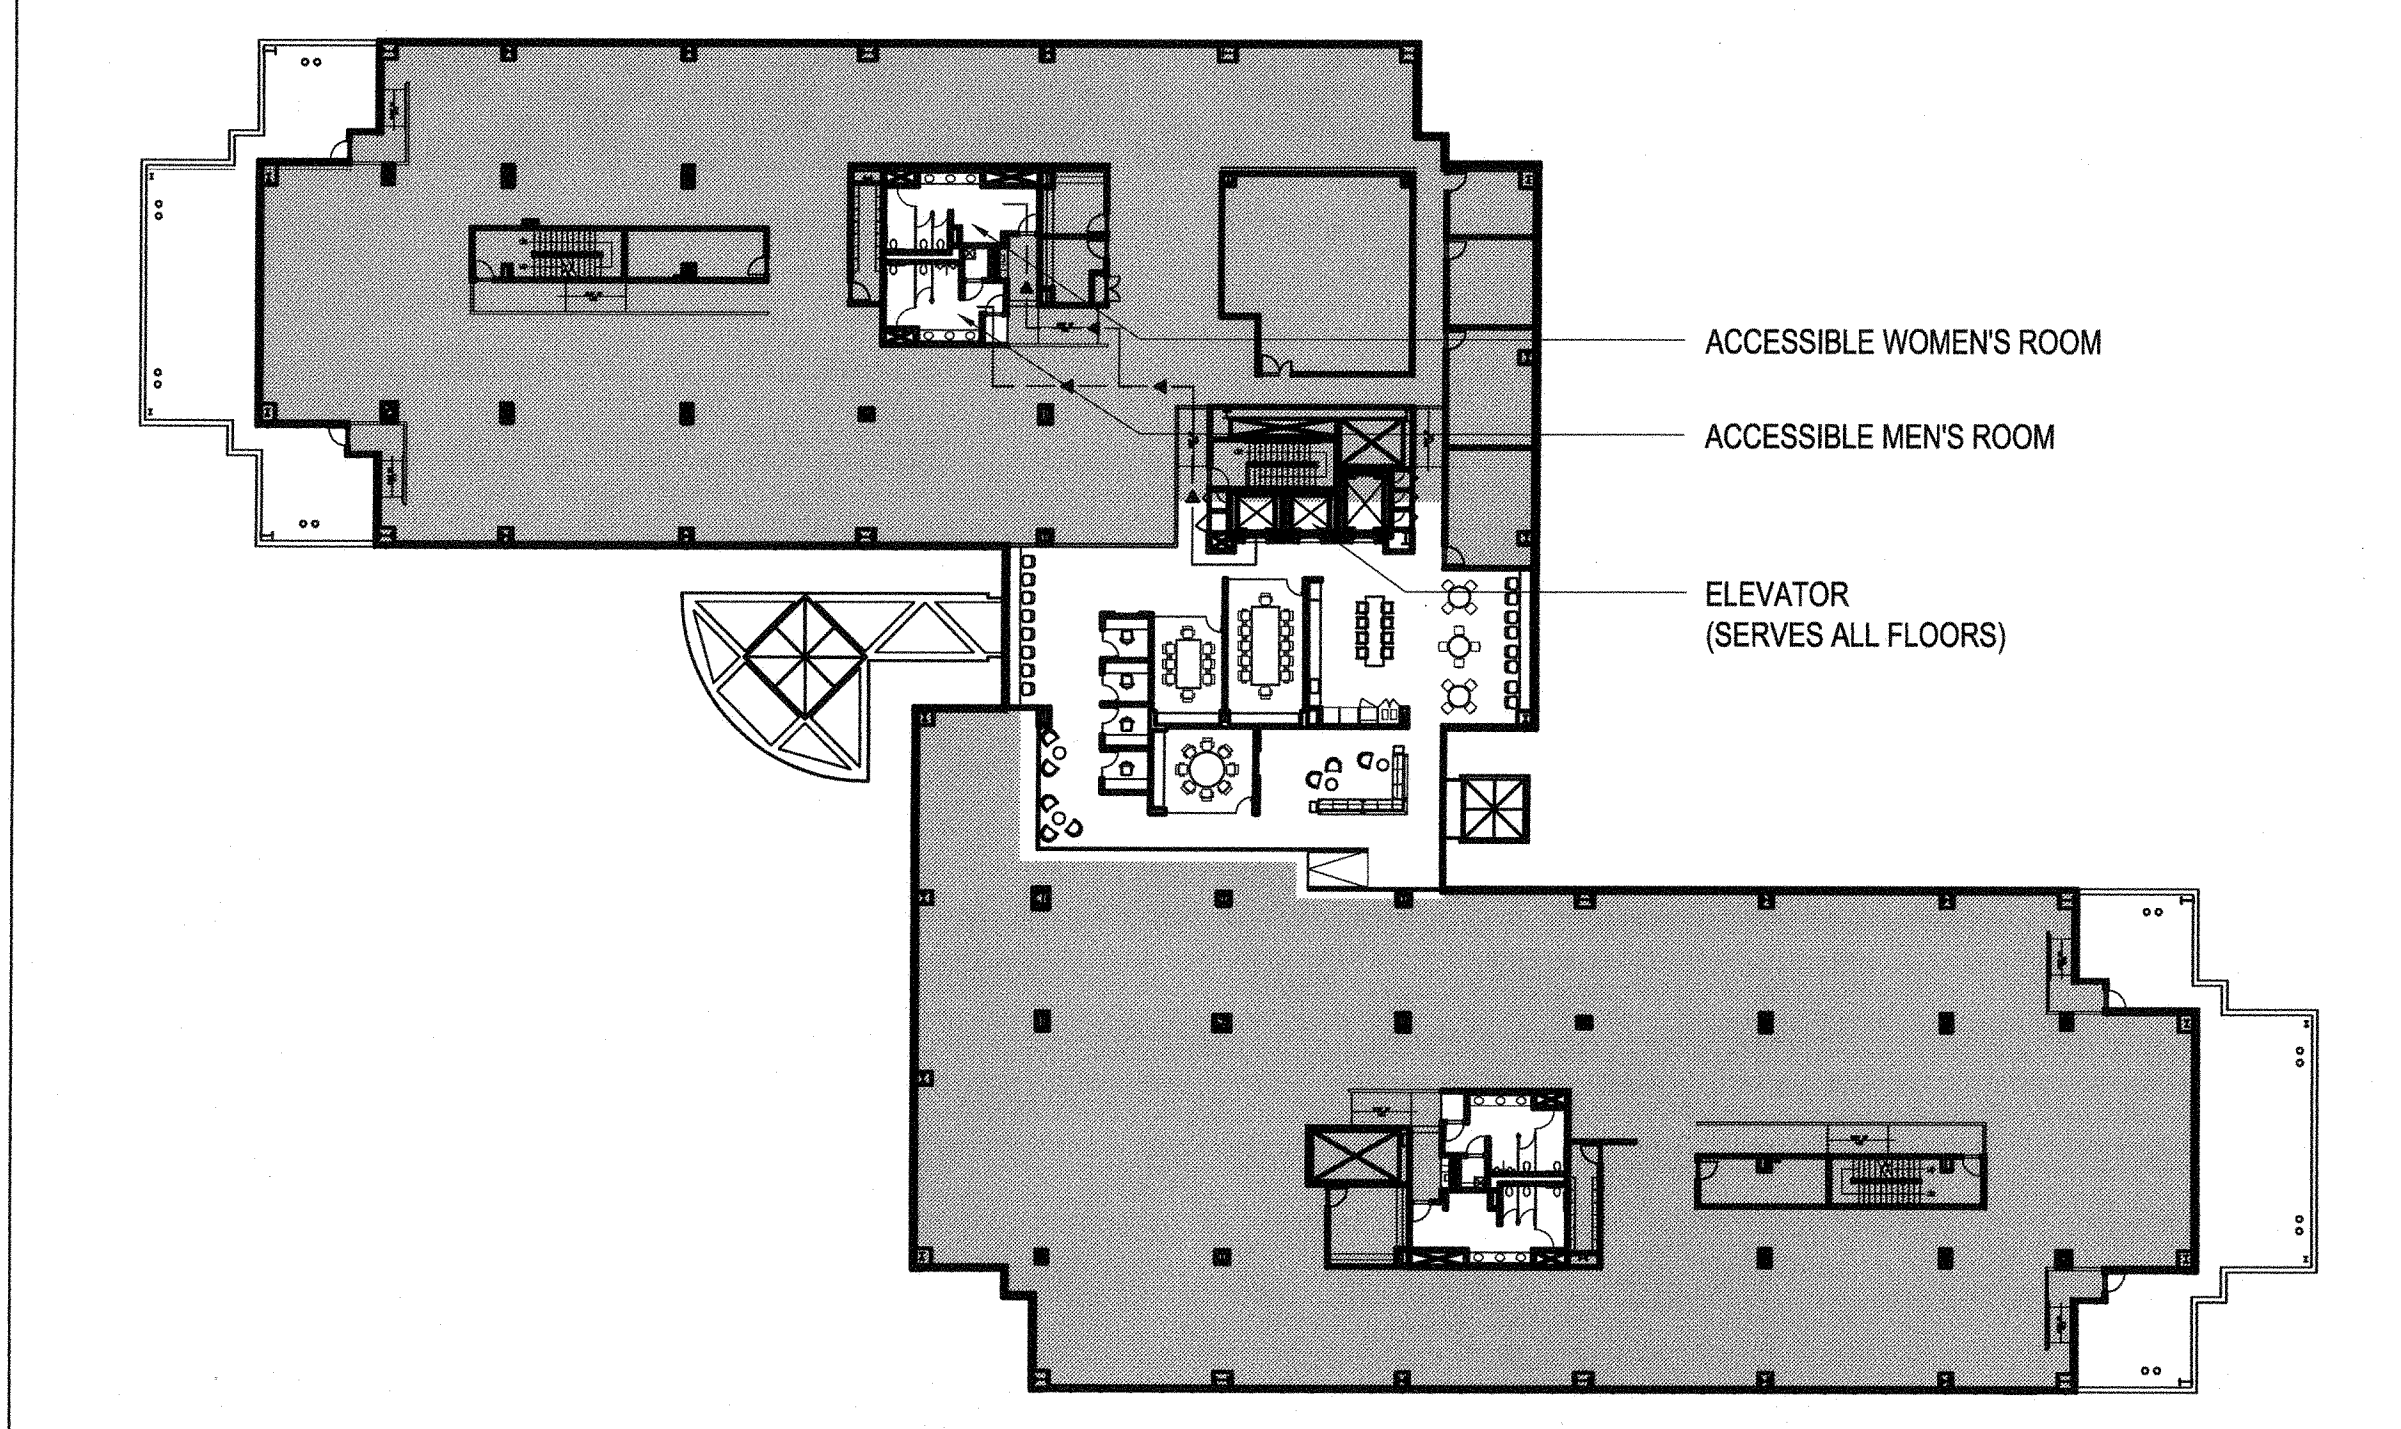 ACCESSIBLE WOMEN'S ROOM
ACCESSIBLE MEN'S ROOM
ELEVATOR
(SERVES ALL FLOORS)